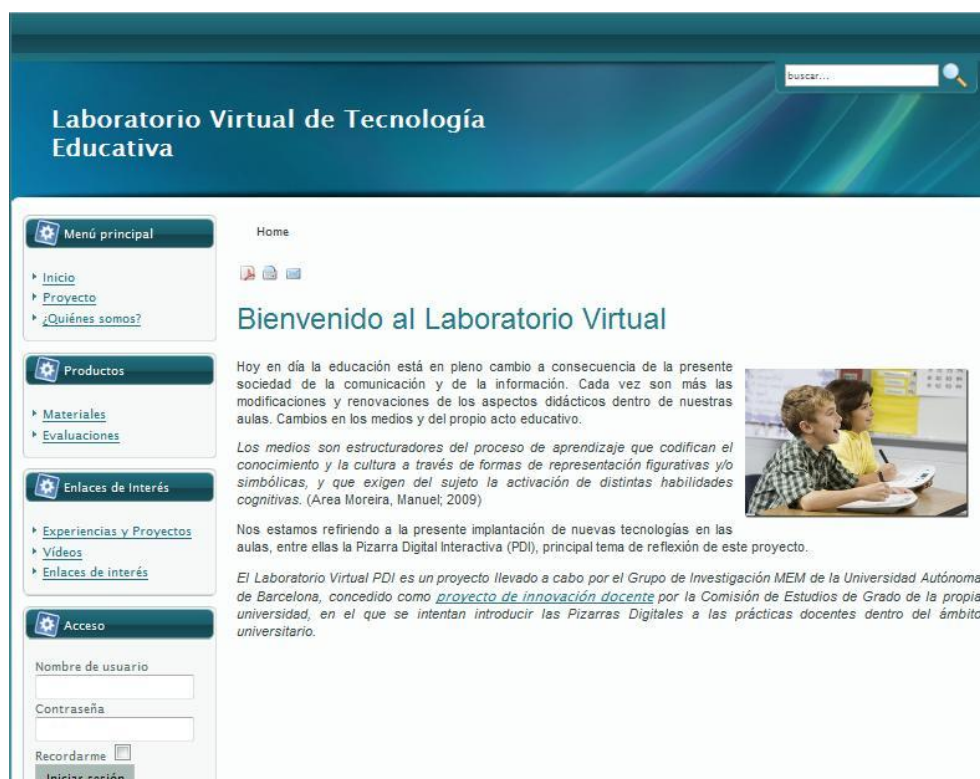 buscar...
Laboratorio Virtual de Tecnología
Educativa
Menú principal
Inicio
Proyecto
¿Quiénes somos?
Productos
Materiales
Evaluaciones
Enlaces de Interés
Experiencias y Proyectos
Vídeos
Enlaces de interés
Acceso
Nombre de usuario
Contraseña
Recordarme
Iniciar sesión
Home
Bienvenido al Laboratorio Virtual
Hoy en día la educación está en pleno cambio a consecuencia de la presente
sociedad de la comunicación y de la información. Cada vez son más las
modificaciones y renovaciones de los aspectos didácticos dentro de nuestras
aulas. Cambios en los medios y del propio acto educativo.
Los medios son estructuradores del proceso de aprendizaje que codifican el
conocimiento y la cultura a través de formas de representación figurativas y/o
simbólicas, y que exigen del sujeto la activación de distintas habilidades
cognitivas. (Area Moreira, Manuel; 2009)
Nos estamos refiriendo a la presente implantación de nuevas tecnologías en las
aulas, entre ellas la Pizarra Digital Interactiva (PDI), principal tema de reflexión de este proyecto.
El Laboratorio Virtual PDI es un proyecto llevado a cabo por el Grupo de Investigación MEM de la Universidad Autónoma
de Barcelona, concedido como proyecto de innovación docente por la Comisión de Estudios de Grado de la propia
universidad, en el que se intentan introducir las Pizarras Digitales a las prácticas docentes dentro del ámbito
universitario.